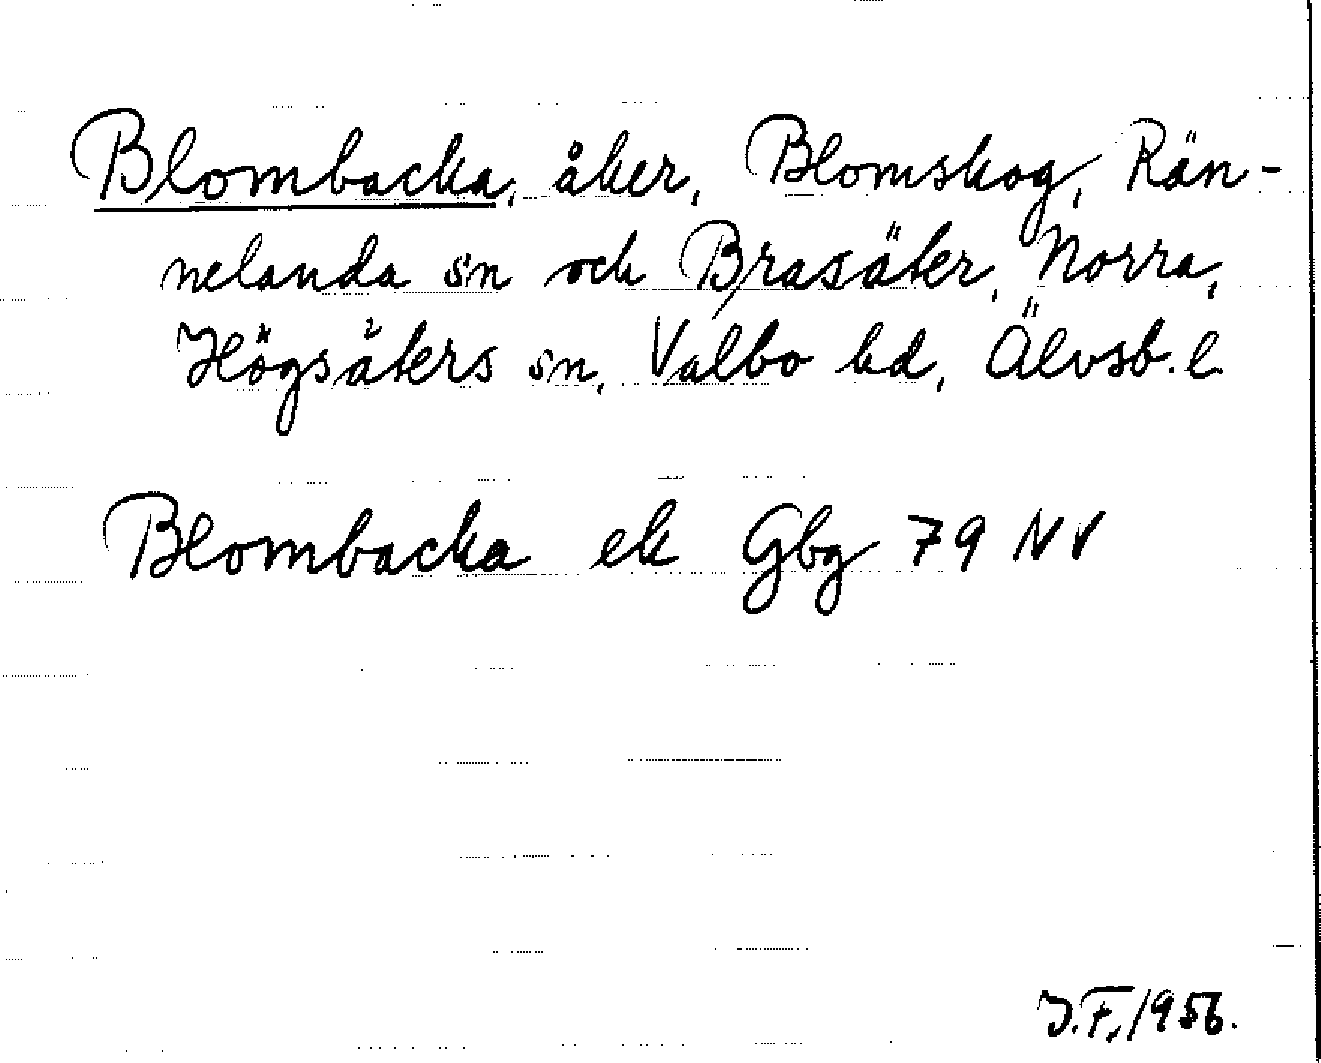 Blombacka, åker, Blomskog, Rän-
nelanda sn och Brasäter, Norra,
Högsäters sn, Valbo hd, Älvsb. l.
Blombacka ek Gbg 79 NV
J.F. 1956.